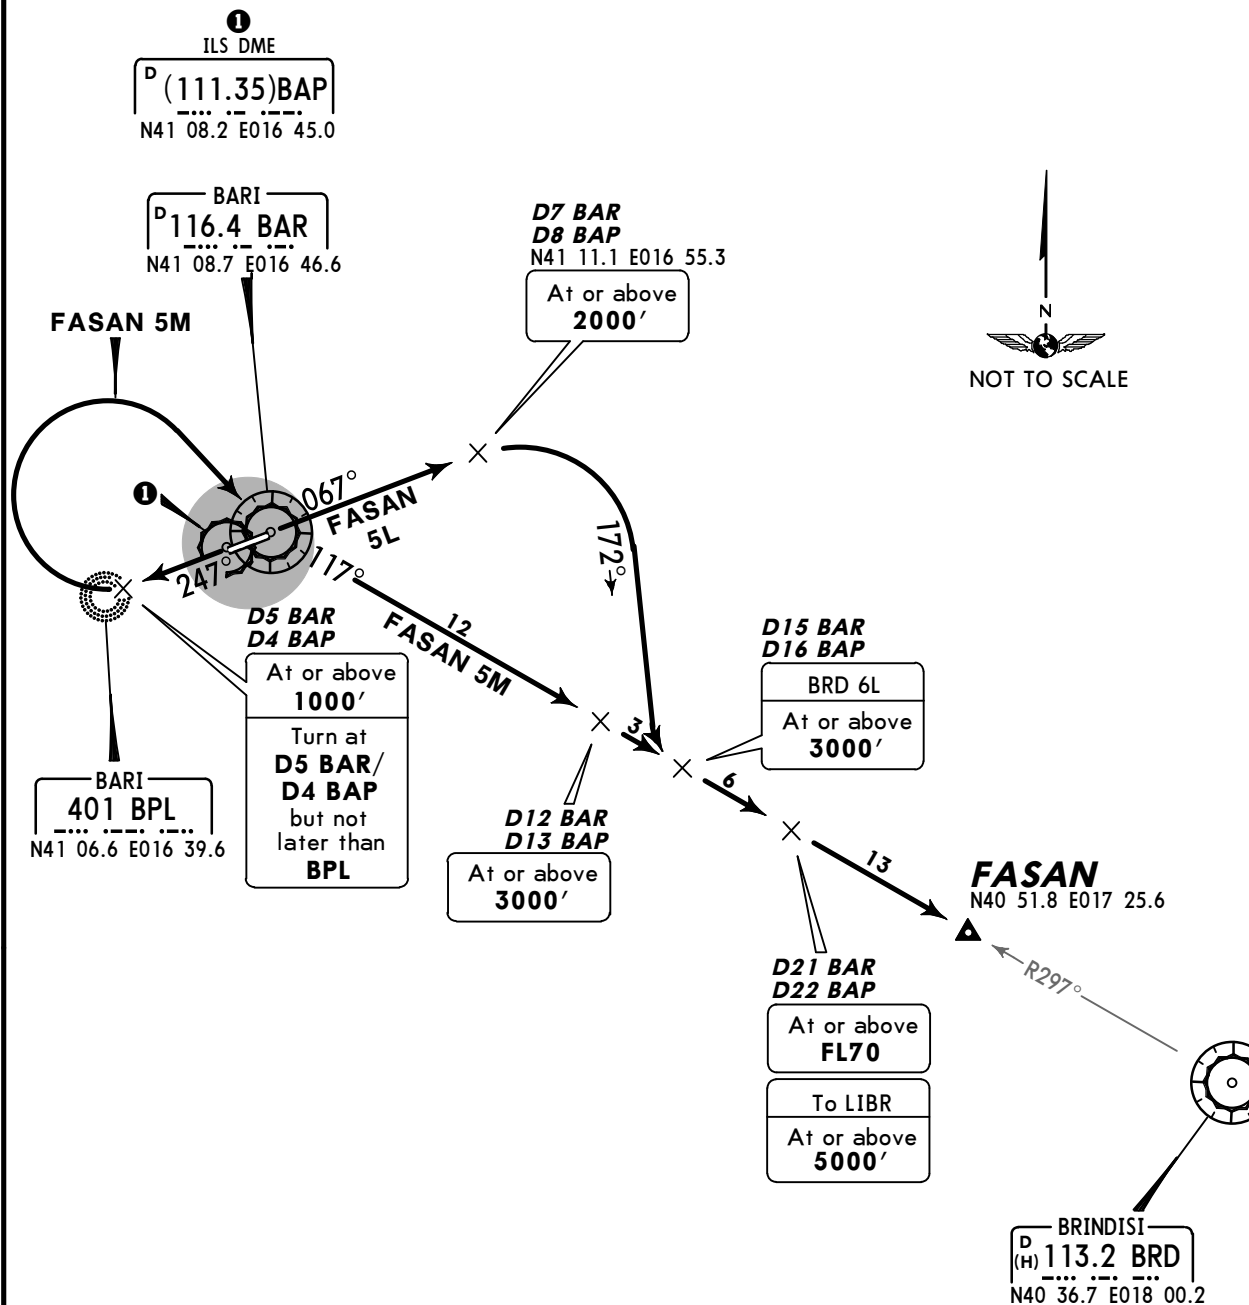 ❶
ILS DME
D (111.35)BAP
N41 08.2 E016 45.0
BARI
D 116.4 BAR
N41 08.7 E016 46.6
D7 BAR
D8 BAP
N41 11.1 E016 55.3
At or above
2000'
N
NOT TO SCALE
FASAN 5M
❶
067°
FASAN
5L
247°
117°
172°
12
FASAN 5M
3
D5 BAR
D4 BAP
At or above
1000'
Turn at
D5 BAR/
D4 BAP
but not
later than
BPL
BARI
401 BPL
N41 06.6 E016 39.6
D15 BAR
D16 BAP
BRD 6L
At or above
3000'
6
D12 BAR
D13 BAP
At or above
3000'
13
FASAN
N40 51.8 E017 25.6
R297°
D21 BAR
D22 BAP
At or above
FL70
To LIBR
At or above
5000'
BRINDISI
D
(H) 113.2 BRD
N40 36.7 E018 00.2